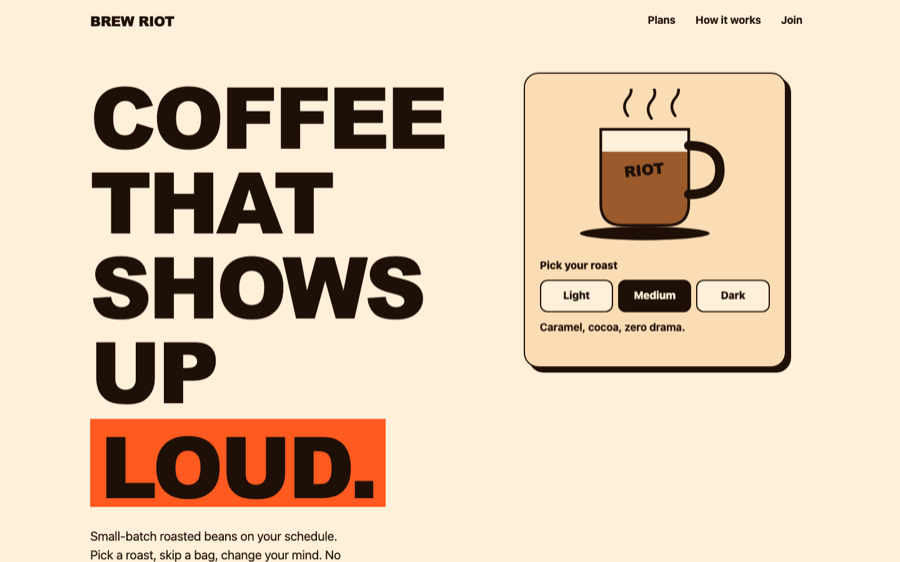 BREW RIOT
Plans
How it works
Join
COFFEE
THAT
SHOWS
UP
LOUD.
Small-batch roasted beans on your schedule.
Pick a roast, skip a bag, change your mind. No
RIOT
Pick your roast
Light
Medium
Dark
Caramel, cocoa, zero drama.